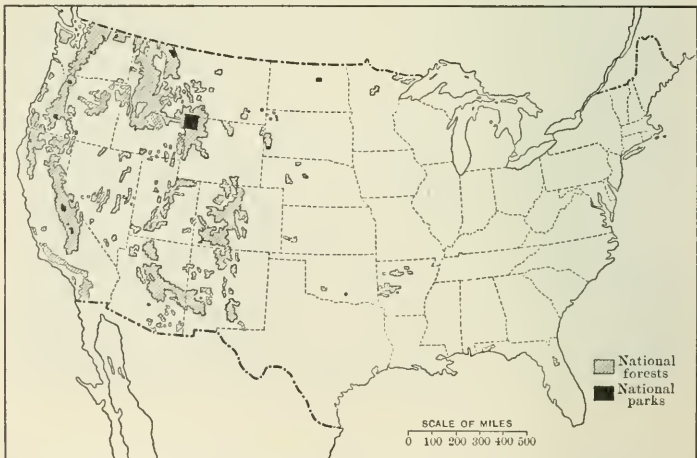 National
forests
National
parks
SCALE OF MILES
0 100 200 300 400 500